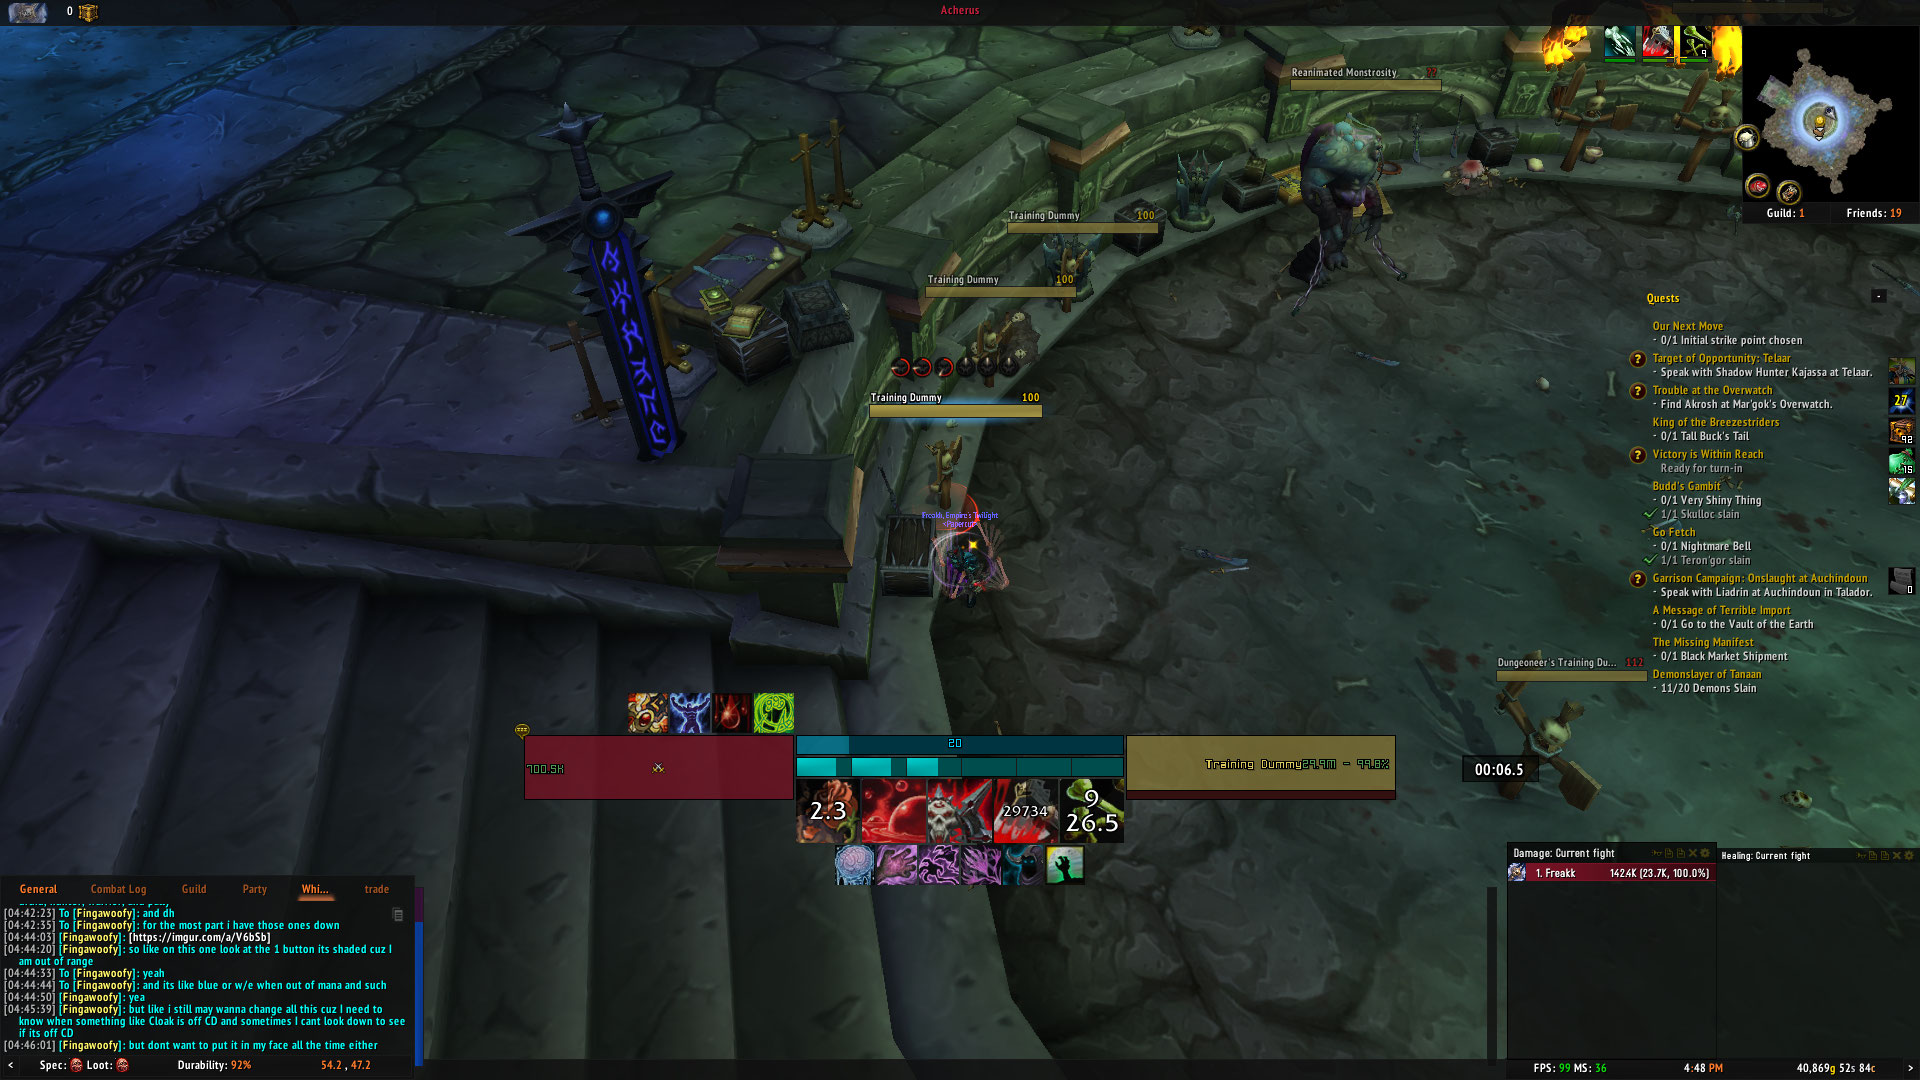 0
Acherus
9
Reanimated Monstrosity ??
Guild: 1
Friends: 19
Training Dummy 100
Training Dummy 100
Training Dummy 100
Quests
-
Our Next Move
- 0/1 Initial strike point chosen
? Target of Opportunity: Telaar
- Speak with Shadow Hunter Kajassa at Telaar.
? Trouble at the Overwatch
- Find Akrosh at Mar'gok's Overwatch.
27
King of the Breezestriders
- 0/1 Tall Buck's Tail
92
? Victory is Within Reach
Ready for turn-in
15
Budd's Gambit
- 0/1 Very Shiny Thing
1/1 Skulloc slain
Go Fetch
- 0/1 Nightmare Bell
1/1 Teron'gor slain
? Garrison Campaign: Onslaught at Auchindoun
- Speak with Liadrin at Auchindoun in Talador.
0
A Message of Terrible Import
- 0/1 Go to the Vault of the Earth
The Missing Manifest
- 0/1 Black Market Shipment
Demonslayer of Tanaan
- 11/20 Demons Slain
Freakk, Empire's Twilight
<Papercut>
Dungeoneer's Training Du... 112
20
700.5K
Training Dummy 29.9M - 99.8%
00:06.5
2.3
29734
9
26.5
Damage: Current fight
Healing: Current fight
1. Freakk 142.4K (23.7K, 100.0%)
General Combat Log Guild Party Whi... trade
[04:42:23] To [Fingawoofy]: and dh
[04:42:35] To [Fingawoofy]: for the most part i have those ones down
[04:44:03] [Fingawoofy]: [https://imgur.com/a/V6bSb]
[04:44:20] [Fingawoofy]: so like on this one look at the 1 button its shaded cuz I
am out of range
[04:44:33] To [Fingawoofy]: yeah
[04:44:44] To [Fingawoofy]: and its like blue or w/e when out of mana and such
[04:44:50] [Fingawoofy]: yea
[04:45:39] [Fingawoofy]: but like i still may wanna change all this cuz I need to
know when something like Cloak is off CD and sometimes I cant look down to see
if its off CD
[04:46:01] [Fingawoofy]: but dont want to put it in my face all the time either
< Spec: Loot: Durability: 92% 54.2 , 47.2
FPS: 99 MS: 36 4:48 PM 40,869g 52s 84c >